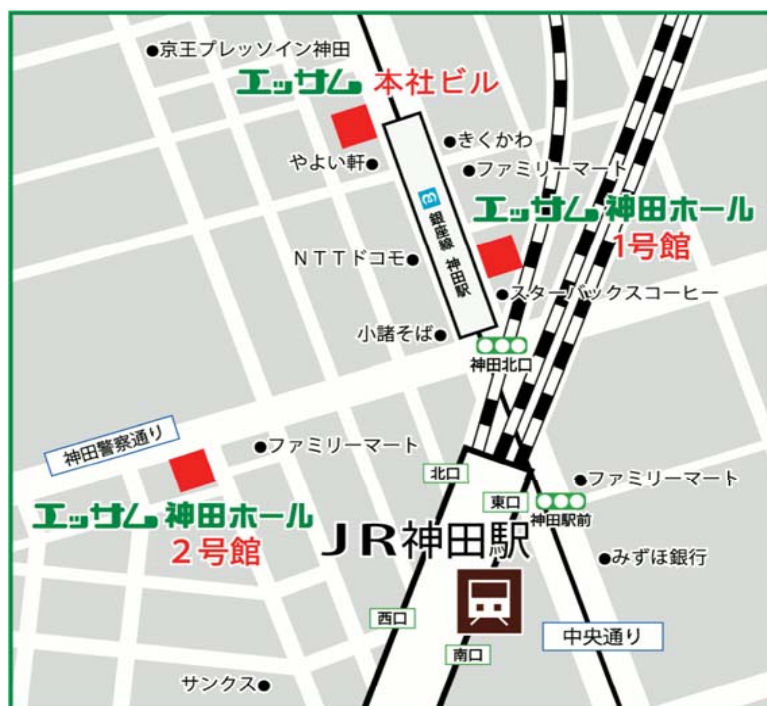 ●京王プレッソイン神田
エッサム 本社ビル
●きくかわ
やよい軒●
●ファミリーマート
エッサム 神田ホール
1号館
銀座線 神田駅
NTTドコモ●
●スターバックスコーヒー
小諸そば●
神田北口
神田警察通り
●ファミリーマート
北口
●ファミリーマート
東口
神田駅前
エッサム 神田ホール
2号館
JR神田駅
●みずほ銀行
西口
中央通り
南口
サンクス●